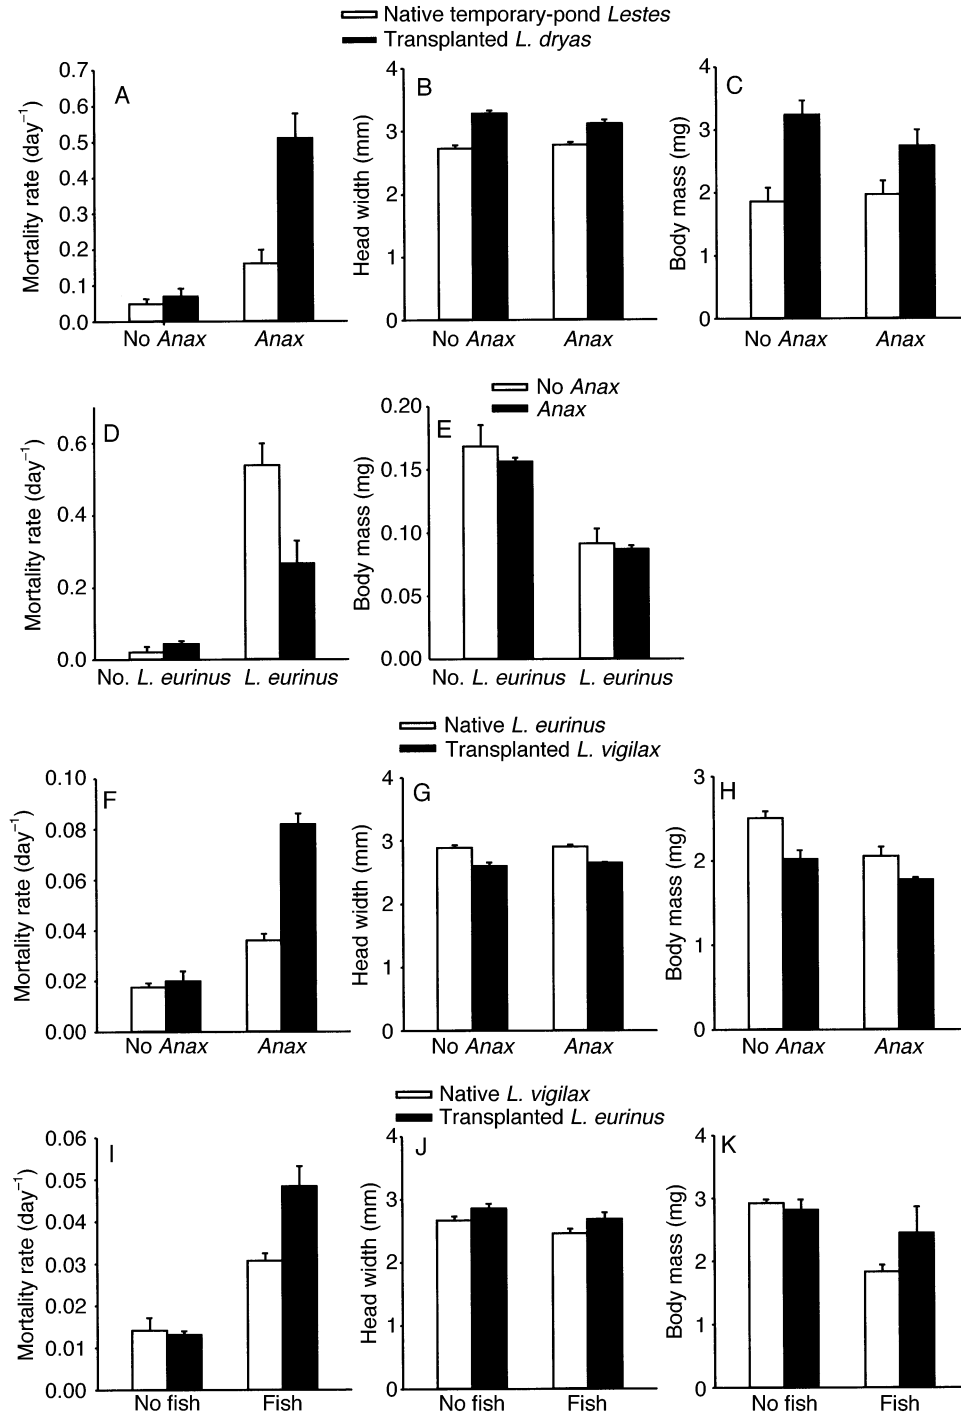 Native temporary-pond Lestes
Transplanted L. dryas
A
Mortality rate (day⁻¹)
0.7
0.6
0.5
0.4
0.3
0.2
0.1
0.0
No Anax Anax
B
Head width (mm)
4
3
2
1
0
No Anax Anax
C
Body mass (mg)
4
3
2
1
0
No Anax Anax
No Anax
Anax
D
Mortality rate (day⁻¹)
0.6
0.4
0.2
0.0
No. L. eurinus L. eurinus
E
Body mass (mg)
0.20
0.15
0.10
0.05
0.00
No. L. eurinus L. eurinus
Native L. eurinus
Transplanted L. vigilax
F
Mortality rate (day⁻¹)
0.10
0.08
0.06
0.04
0.02
0.00
No Anax Anax
G
Head width (mm)
4
3
2
1
0
No Anax Anax
H
Body mass (mg)
3
2
1
0
No Anax Anax
Native L. vigilax
Transplanted L. eurinus
I
Mortality rate (day⁻¹)
0.06
0.05
0.04
0.03
0.02
0.01
0.00
No fish Fish
J
Head width (mm)
4
3
2
1
0
No fish Fish
K
Body mass (mg)
4
3
2
1
0
No fish Fish